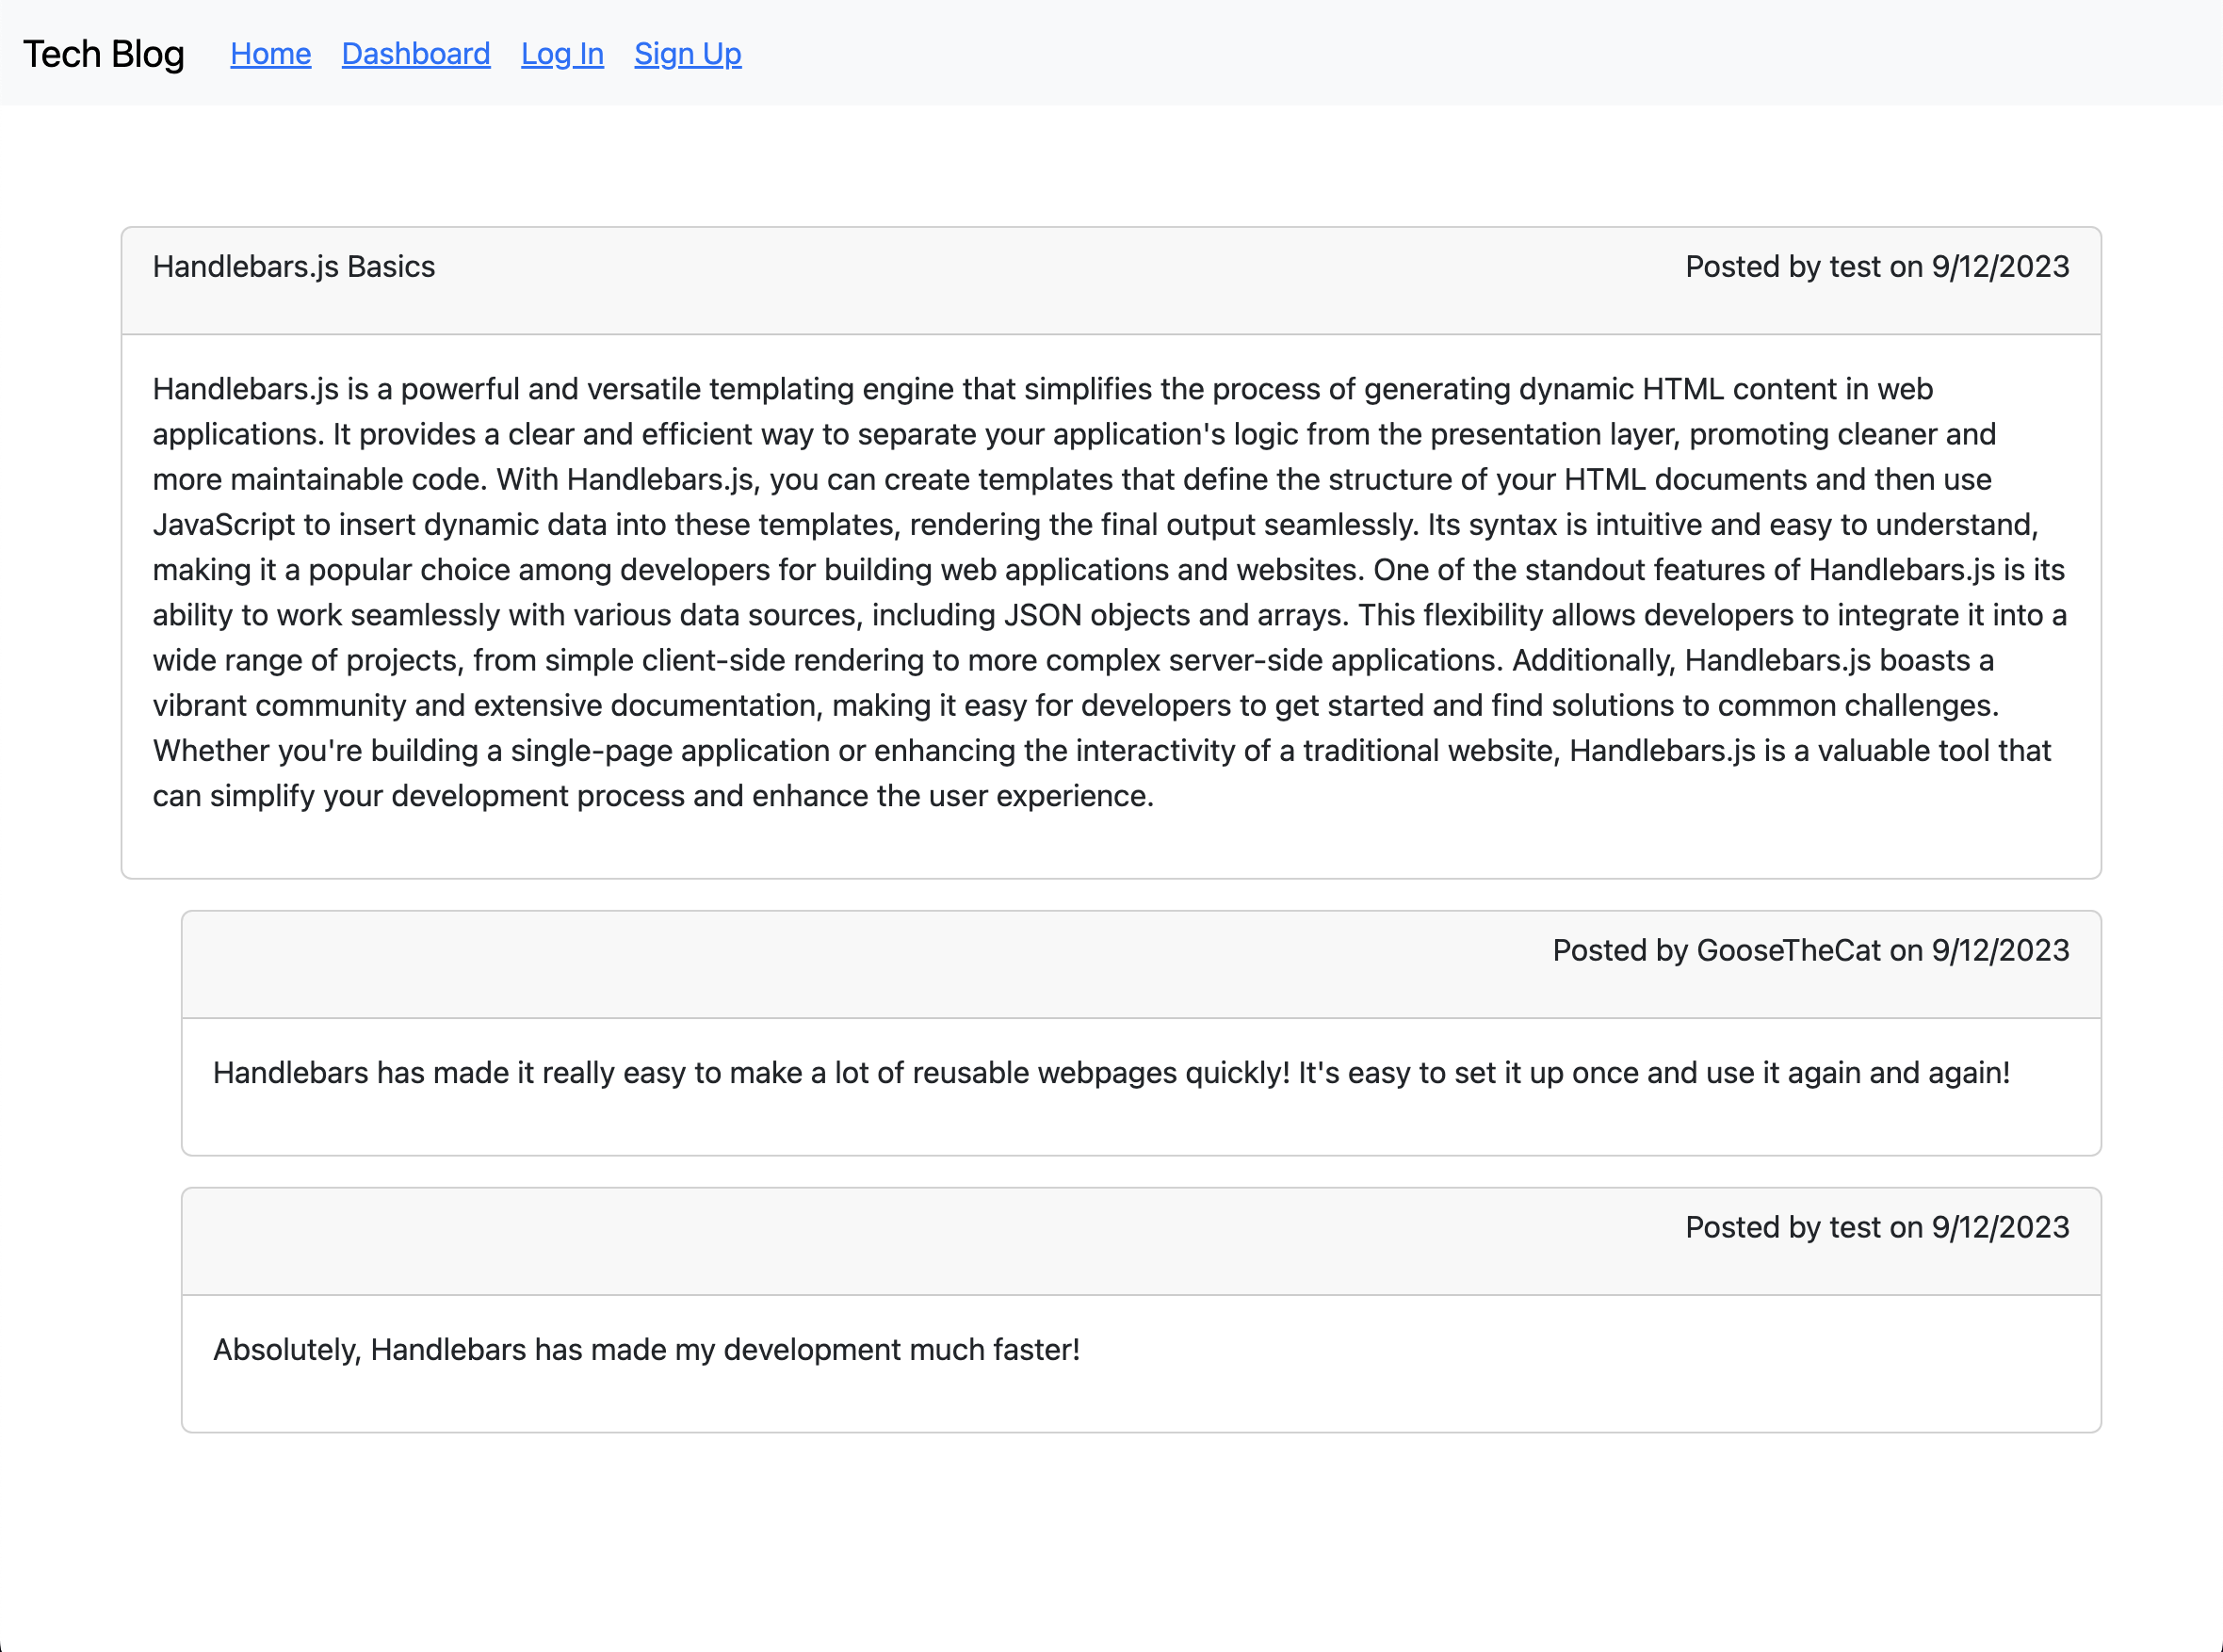 Tech Blog Home Dashboard Log In Sign Up
Handlebars.js Basics Posted by test on 9/12/2023
Handlebars.js is a powerful and versatile templating engine that simplifies the process of generating dynamic HTML content in web
applications. It provides a clear and efficient way to separate your application's logic from the presentation layer, promoting cleaner and
more maintainable code. With Handlebars.js, you can create templates that define the structure of your HTML documents and then use
JavaScript to insert dynamic data into these templates, rendering the final output seamlessly. Its syntax is intuitive and easy to understand,
making it a popular choice among developers for building web applications and websites. One of the standout features of Handlebars.js is its
ability to work seamlessly with various data sources, including JSON objects and arrays. This flexibility allows developers to integrate it into a
wide range of projects, from simple client-side rendering to more complex server-side applications. Additionally, Handlebars.js boasts a
vibrant community and extensive documentation, making it easy for developers to get started and find solutions to common challenges.
Whether you're building a single-page application or enhancing the interactivity of a traditional website, Handlebars.js is a valuable tool that
can simplify your development process and enhance the user experience.
Posted by GooseTheCat on 9/12/2023
Handlebars has made it really easy to make a lot of reusable webpages quickly! It's easy to set it up once and use it again and again!
Posted by test on 9/12/2023
Absolutely, Handlebars has made my development much faster!